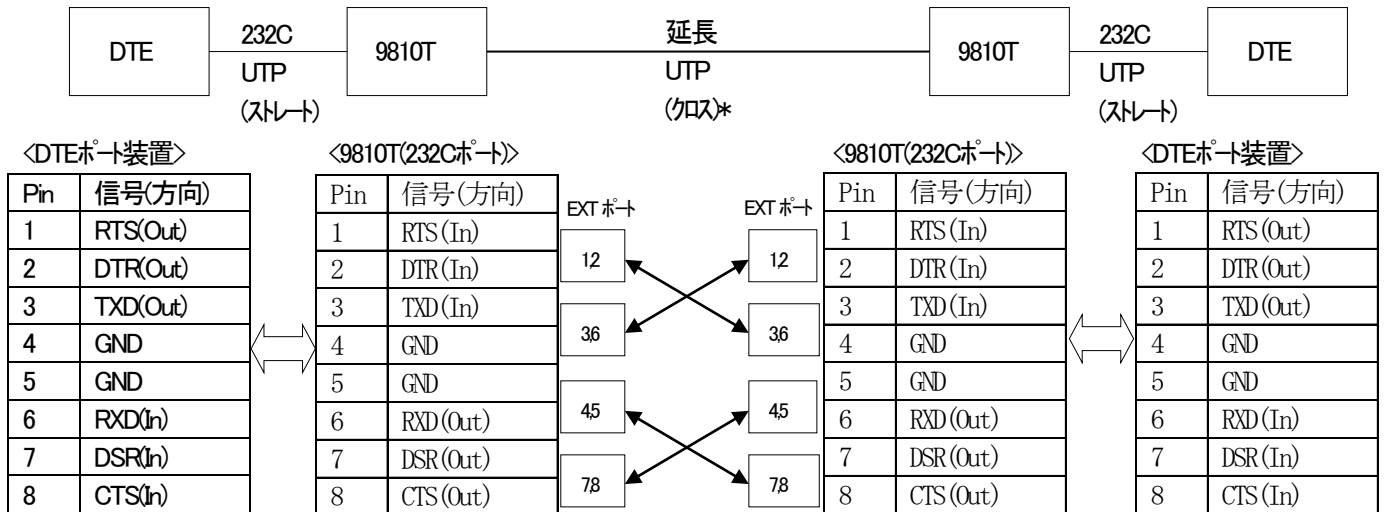 DTE
232C
UTP
(ストレート)
9810T
延長
UTP
(クロス)*
9810T
232C
UTP
(ストレート)
DTE
<DTEポート装置>
Pin 信号(方向)
1 RTS(Out)
2 DTR(Out)
3 TXD(Out)
4 GND
5 GND
6 RXD(In)
7 DSR(In)
8 CTS(In)
<9810T(232Cポート)>
Pin 信号(方向)
1 RTS(In)
2 DTR(In)
3 TXD(In)
4 GND
5 GND
6 RXD(Out)
7 DSR(Out)
8 CTS(Out)
EXTポート
1,2
3,6
4,5
7,8
EXTポート
1,2
3,6
4,5
7,8
<9810T(232Cポート)>
Pin 信号(方向)
1 RTS(In)
2 DTR(In)
3 TXD(In)
4 GND
5 GND
6 RXD(Out)
7 DSR(Out)
8 CTS(Out)
<DTEポート装置>
Pin 信号(方向)
1 RTS(Out)
2 DTR(Out)
3 TXD(Out)
4 GND
5 GND
6 RXD(In)
7 DSR(In)
8 CTS(In)